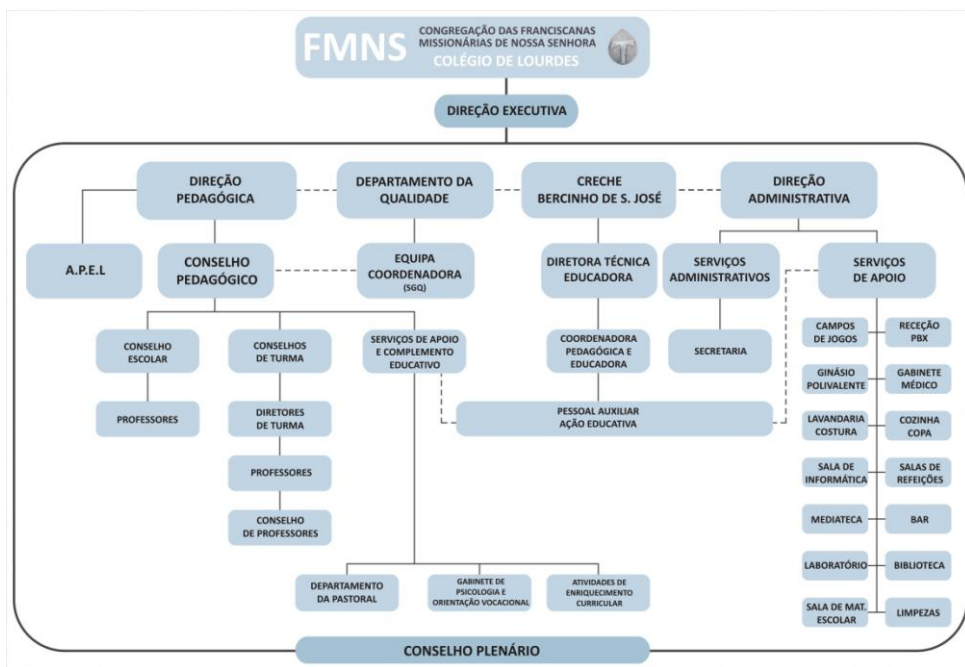 FMNS
CONGREGAÇÃO DAS FRANCISCANAS
MISSIONÁRIAS DE NOSSA SENHORA
COLÉGIO DE LOURDES
DIREÇÃO EXECUTIVA
DIREÇÃO
PEDAGÓGICA
DEPARTAMENTO DA
QUALIDADE
CRECHE
BERCINHO DE S. JOSÉ
DIREÇÃO
ADMINISTRATIVA
A.P.E.L
CONSELHO
PEDAGÓGICO
EQUIPA
COORDENADORA
(SGQ)
DIRETORA TÉCNICA
EDUCADORA
SERVIÇOS
ADMINISTRATIVOS
SERVIÇOS
DE APOIO
CONSELHO
ESCOLAR
CONSELHOS
DE TURMA
SERVIÇOS DE APOIO
E COMPLEMENTO
EDUCATIVO
COORDENADORA
PEDAGÓGICA E
EDUCADORA
SECRETARIA
CAMPOS
DE JOGOS
RECEÇÃO
PBX
GINÁSIO
POLIVALENTE
GABINETE
MÉDICO
PROFESSORES
DIRETORES
DE TURMA
PESSOAL AUXILIAR
AÇÃO EDUCATIVA
LAVANDARIA
COSTURA
COZINHA
COPA
PROFESSORES
SALA DE
INFORMÁTICA
SALAS DE
REFEIÇÕES
CONSELHO
DE PROFESSORES
MEDIATECA
BAR
LABORATÓRIO
BIBLIOTECA
DEPARTAMENTO
DA PASTORAL
GABINETE DE
PSICOLOGIA E
ORIENTAÇÃO VOCACIONAL
ATIVIDADES DE
ENRIQUECIMENTO
CURRICULAR
SALA DE MAT.
ESCOLAR
LIMPEZAS
CONSELHO PLENÁRIO